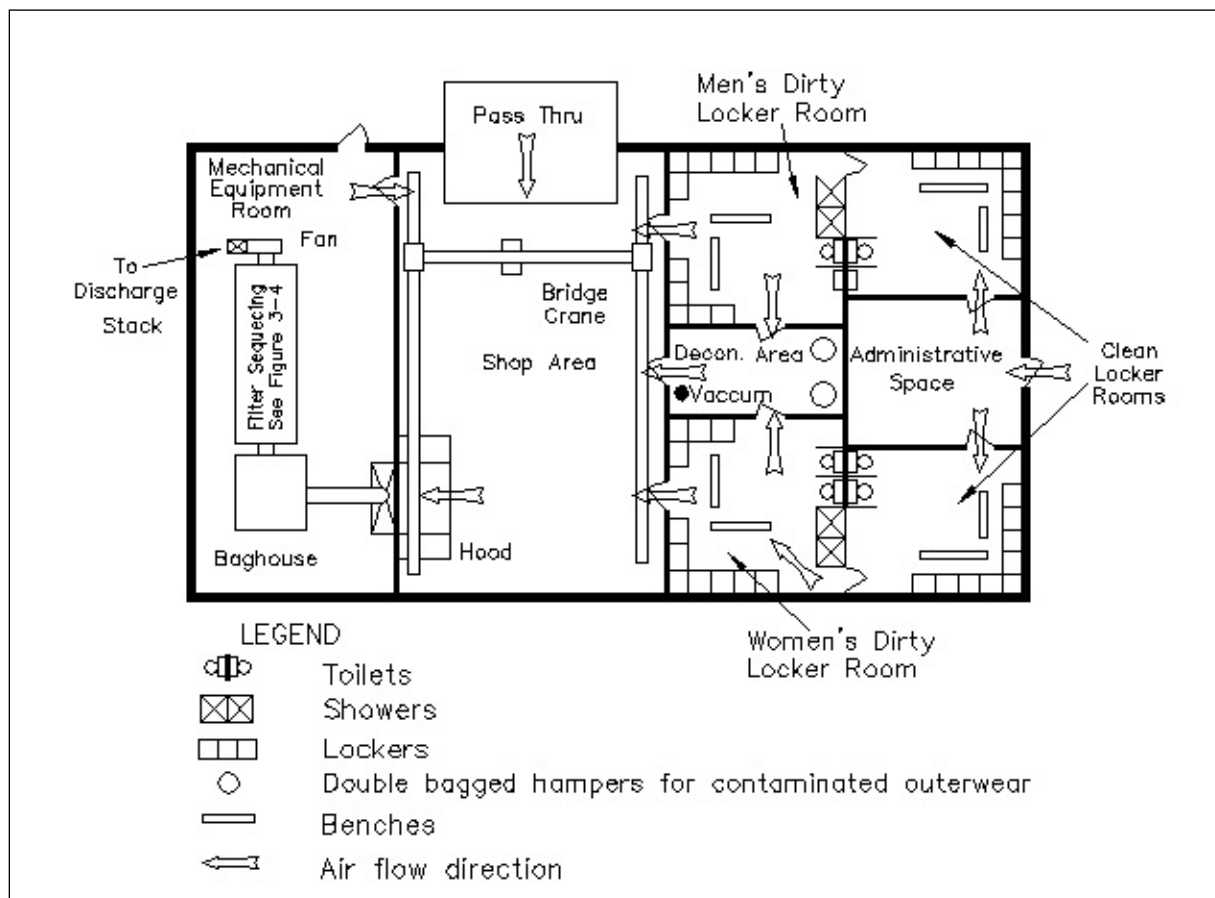 Men's Dirty
Locker Room
Pass Thru
Mechanical
Equipment
Room
Fan
To
Discharge
Stack
Filter Sequecing
See Figure 3-4
Bridge
Crane
Shop Area
Decon. Area
Vaccum
Administrative
Space
Clean
Locker
Rooms
Baghouse
Hood
Women's Dirty
Locker Room
LEGEND
Toilets
Showers
Lockers
Double bagged hampers for contaminated outerwear
Benches
Air flow direction